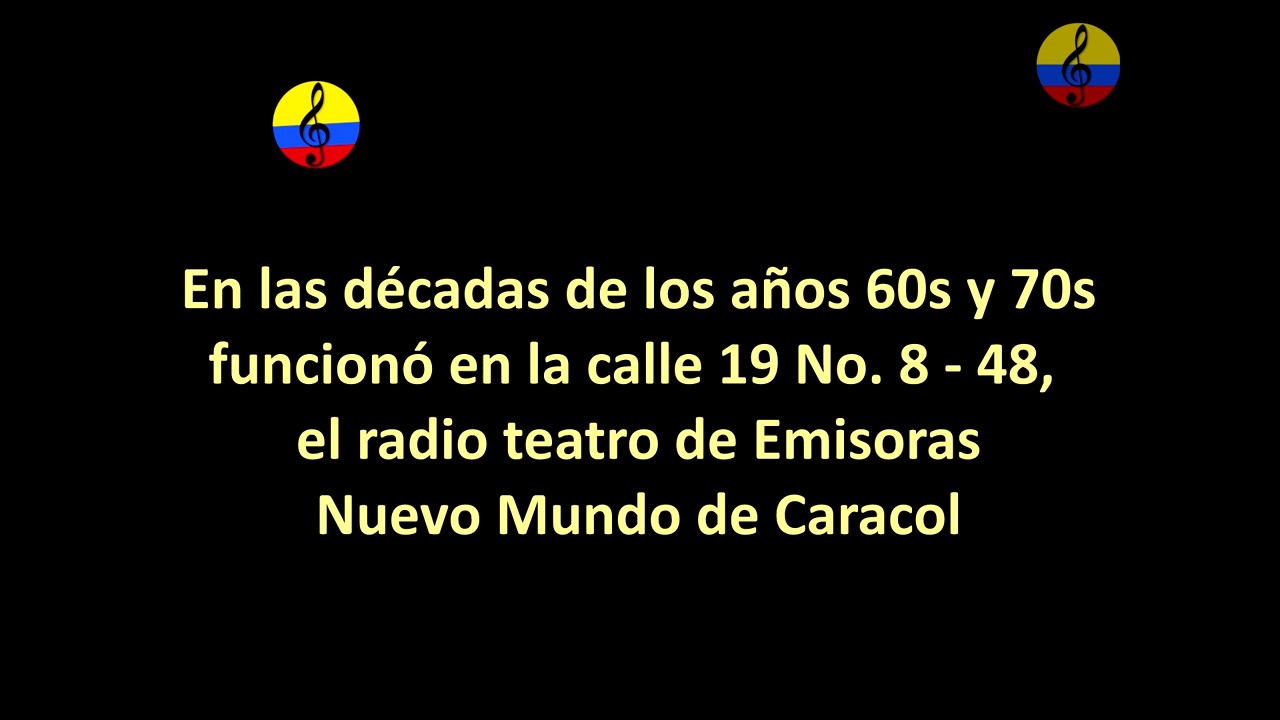 En las décadas de los años 60s y 70s
funcionó en la calle 19 No. 8 - 48,
el radio teatro de Emisoras
Nuevo Mundo de Caracol